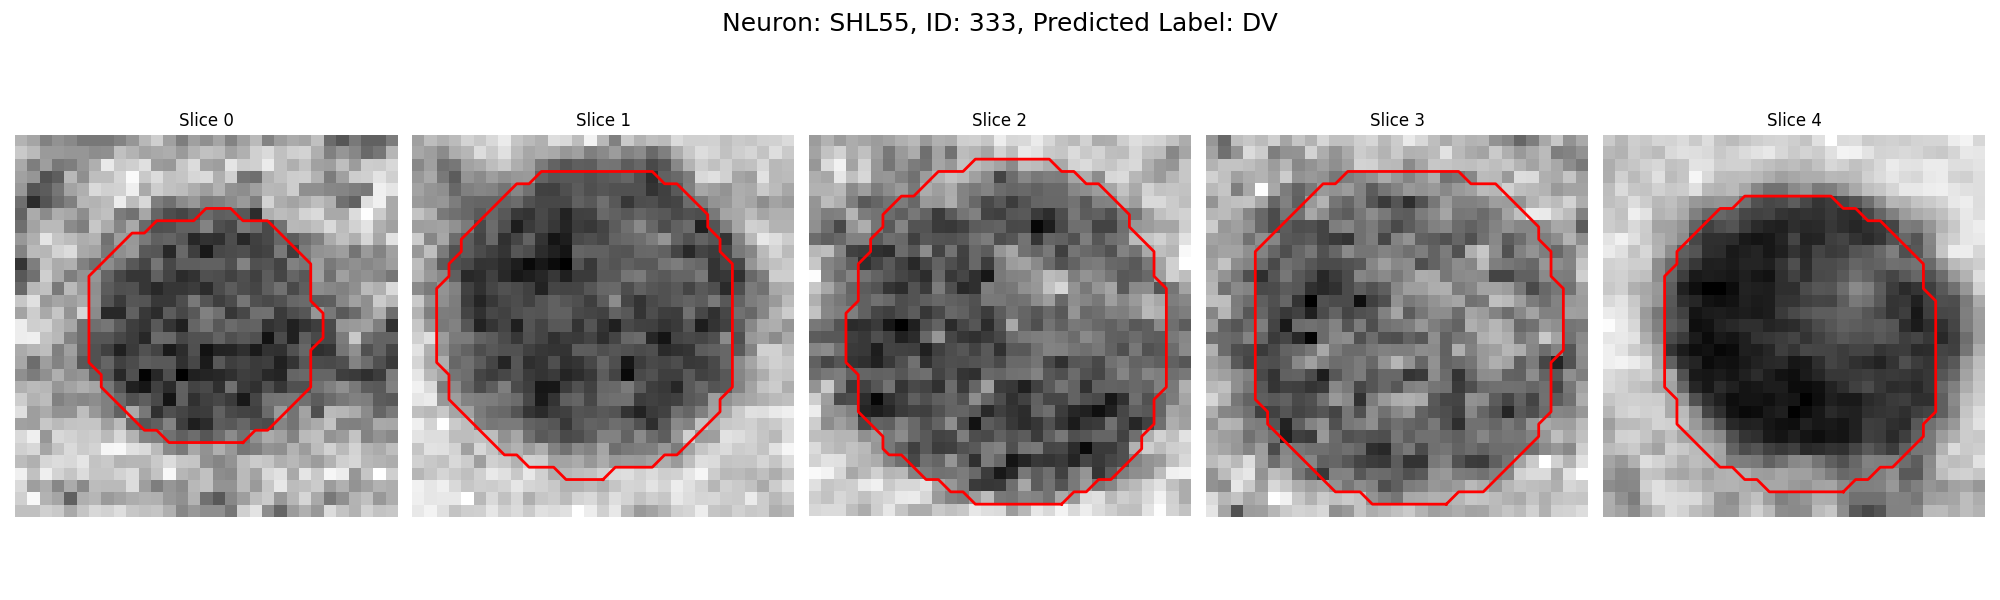 Neuron: SHL55, ID: 333, Predicted Label: DV
Slice 0
Slice 1
Slice 2
Slice 3
Slice 4